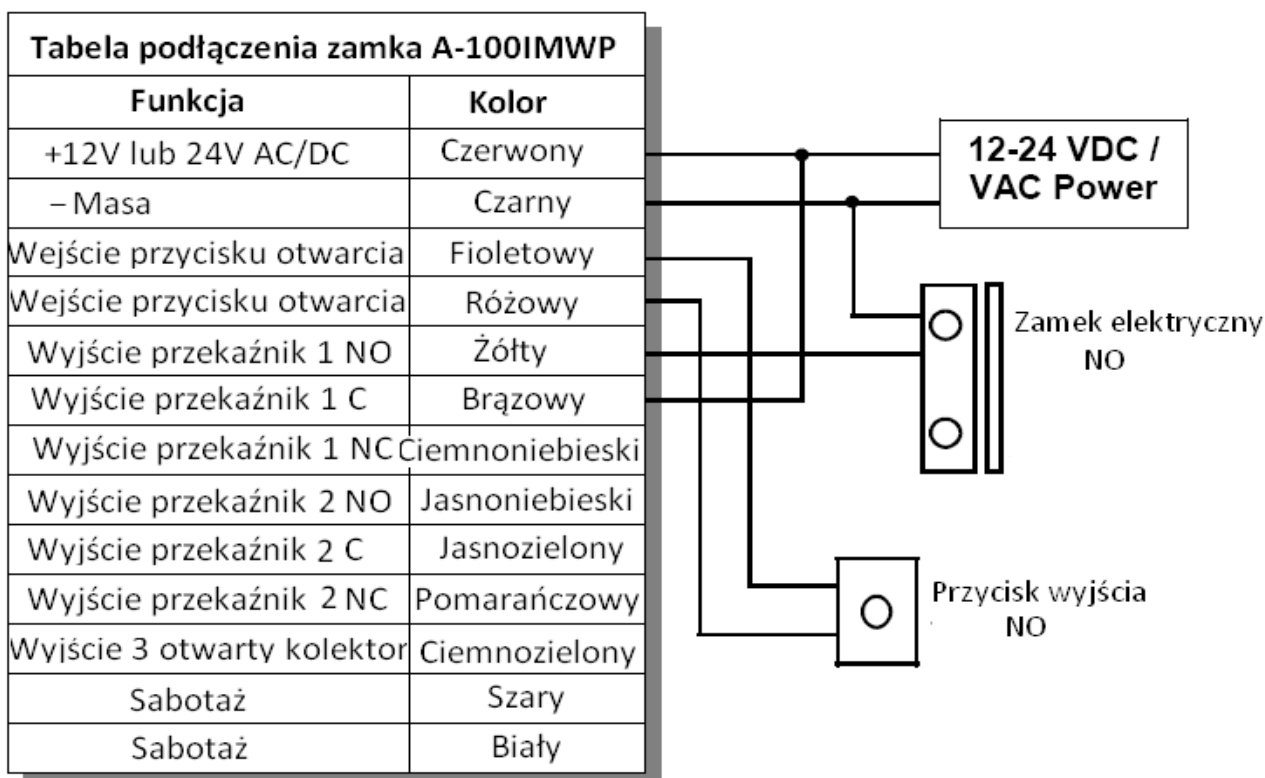 Tabela podłączenia zamka A-100IMWP
Funkcja Kolor
+12V lub 24V AC/DC Czerwony
– Masa Czarny
Wejście przycisku otwarcia Fioletowy
Wejście przycisku otwarcia Różowy
Wyjście przekaźnik 1 NO Żółty
Wyjście przekaźnik 1 C Brązowy
Wyjście przekaźnik 1 NC Ciemnoniebieski
Wyjście przekaźnik 2 NO Jasnoniebieski
Wyjście przekaźnik 2 C Jasnozielony
Wyjście przekaźnik 2 NC Pomarańczowy
Wyjście 3 otwarty kolektor Ciemnozielony
Sabotaż Szary
Sabotaż Biały
12-24 VDC /
VAC Power
Zamek elektryczny
NO
Przycisk wyjścia
NO